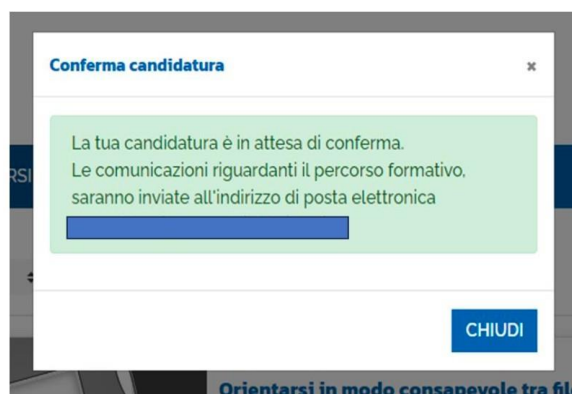 Conferma candidatura
×
La tua candidatura è in attesa di conferma.
Le comunicazioni riguardanti il percorso formativo,
saranno inviate all'indirizzo di posta elettronica
RSI
CHIUDI
Orientarsi in modo consapevole tra